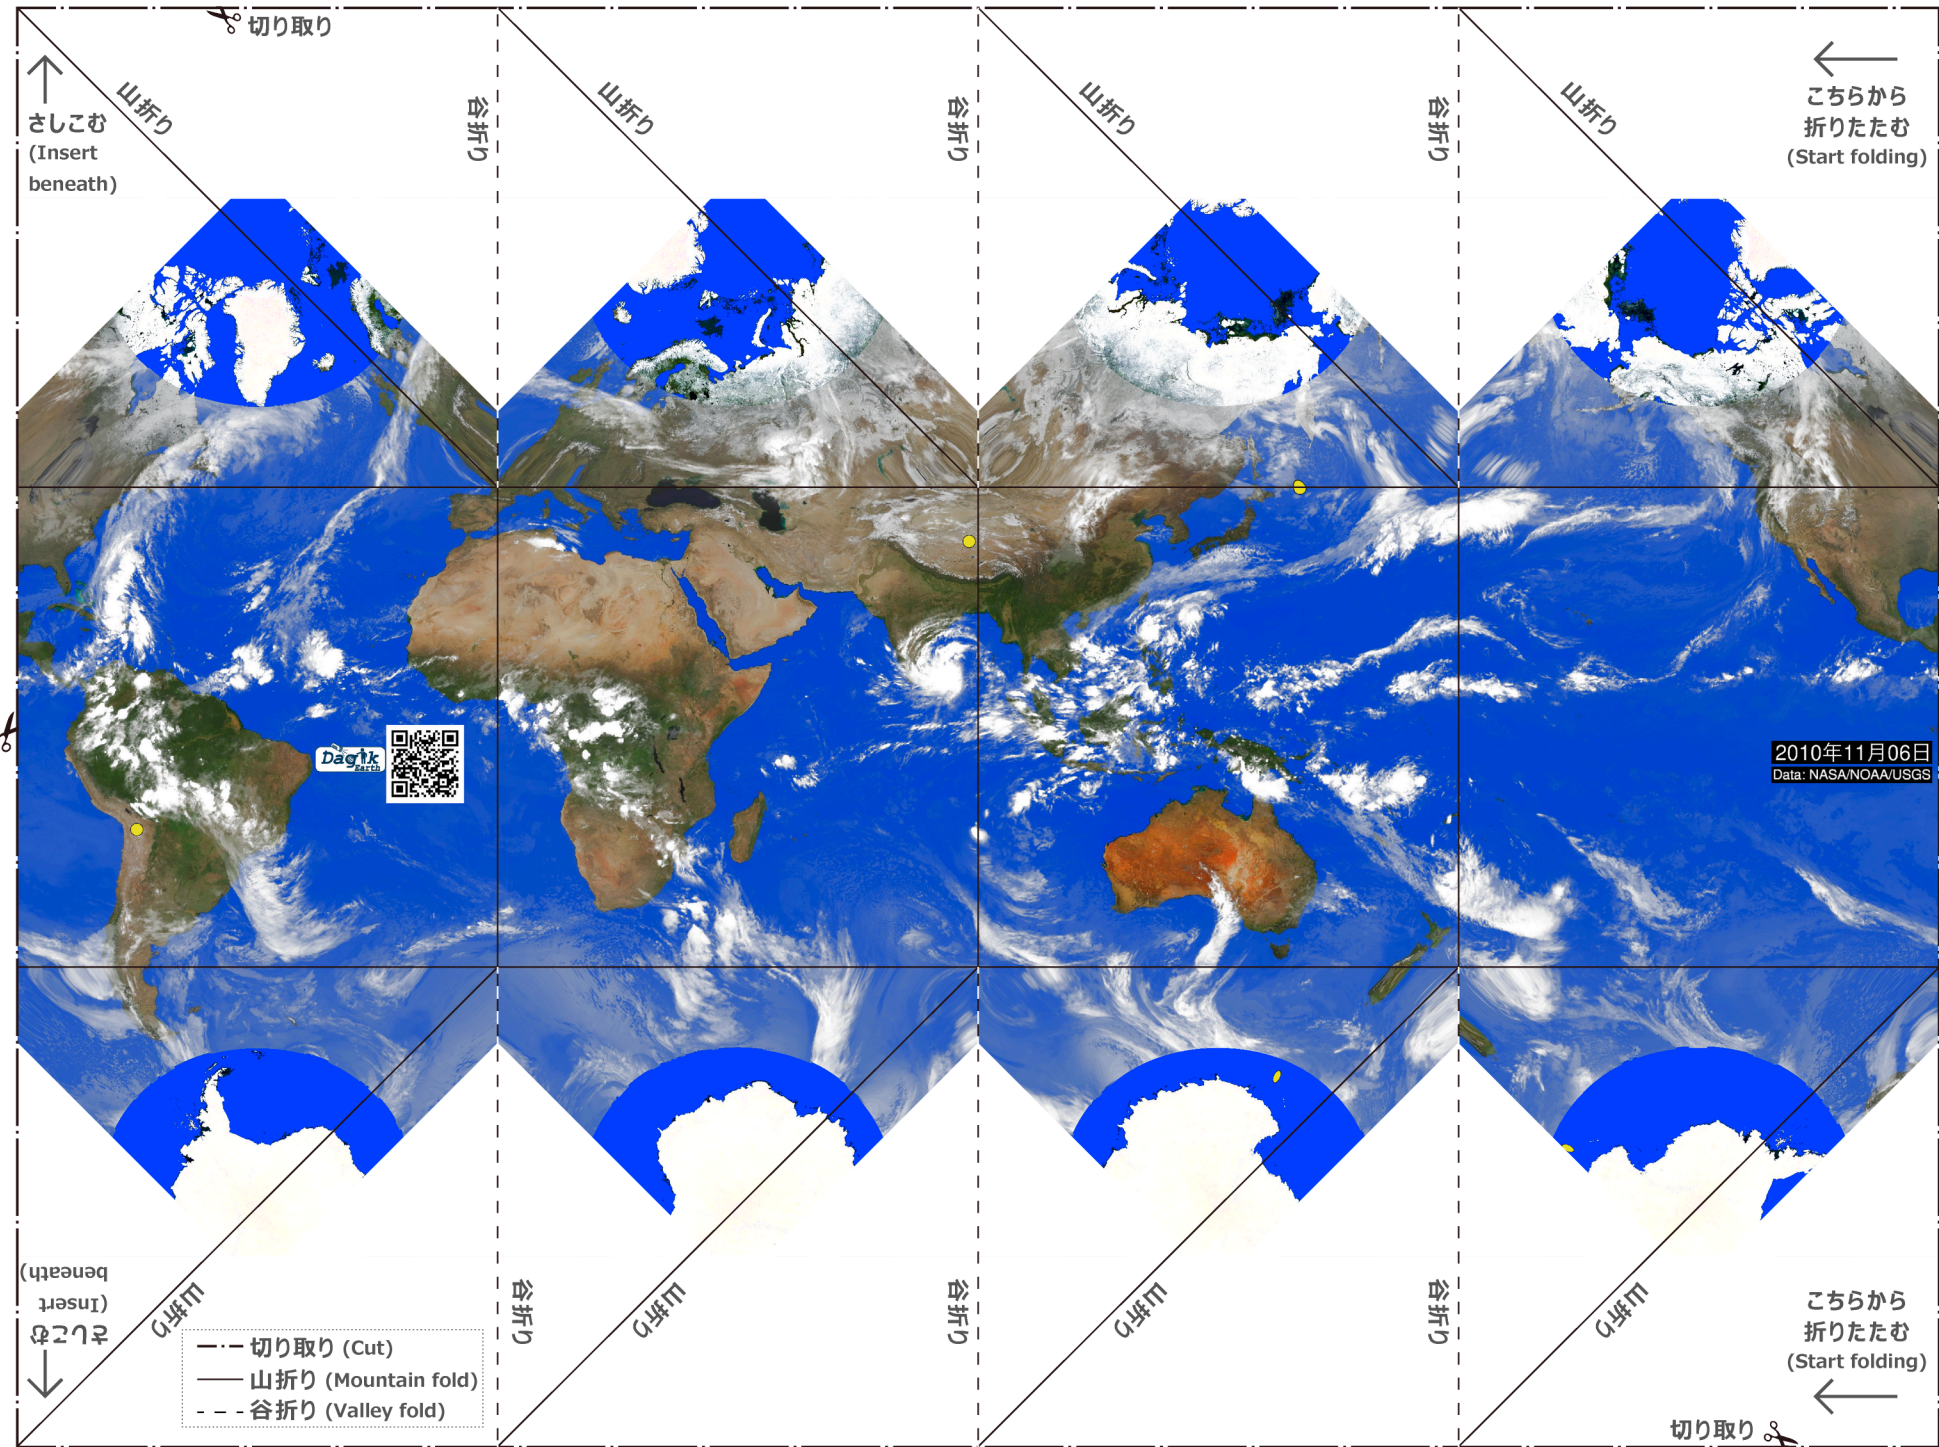 切り取り
山折り
谷折り
山折り
谷折り
山折り
谷折り
山折り
さしこむ
(Insert
beneath)
こちらから
折りたたむ
(Start folding)
Dagik
Earth
2010年11月06日
Data: NASA/NOAA/USGS
さしこむ
(Insert
beneath)
山折り
谷折り
山折り
谷折り
山折り
谷折り
山折り
こちらから
折りたたむ
(Start folding)
切り取り (Cut)
山折り (Mountain fold)
谷折り (Valley fold)
切り取り